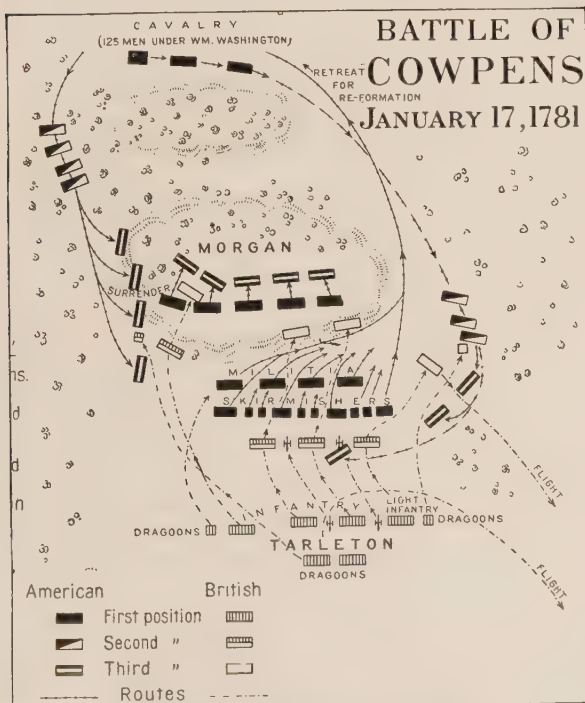 CAVALRY
(125 MEN UNDER WM. WASHINGTON)
BATTLE OF
COWPENS
JANUARY 17, 1781
RETREAT
FOR
RE-FORMATION
MORGAN
SURRENDER
MILITIA
SKIRMISHERS
ns.
d
d
n
INFANTRY
LIGHT
INFANTRY
DRAGOONS
DRAGOONS
TARLETON
DRAGOONS
FLIGHT
FLIGHT
American British
First position
Second "
Third "
Routes